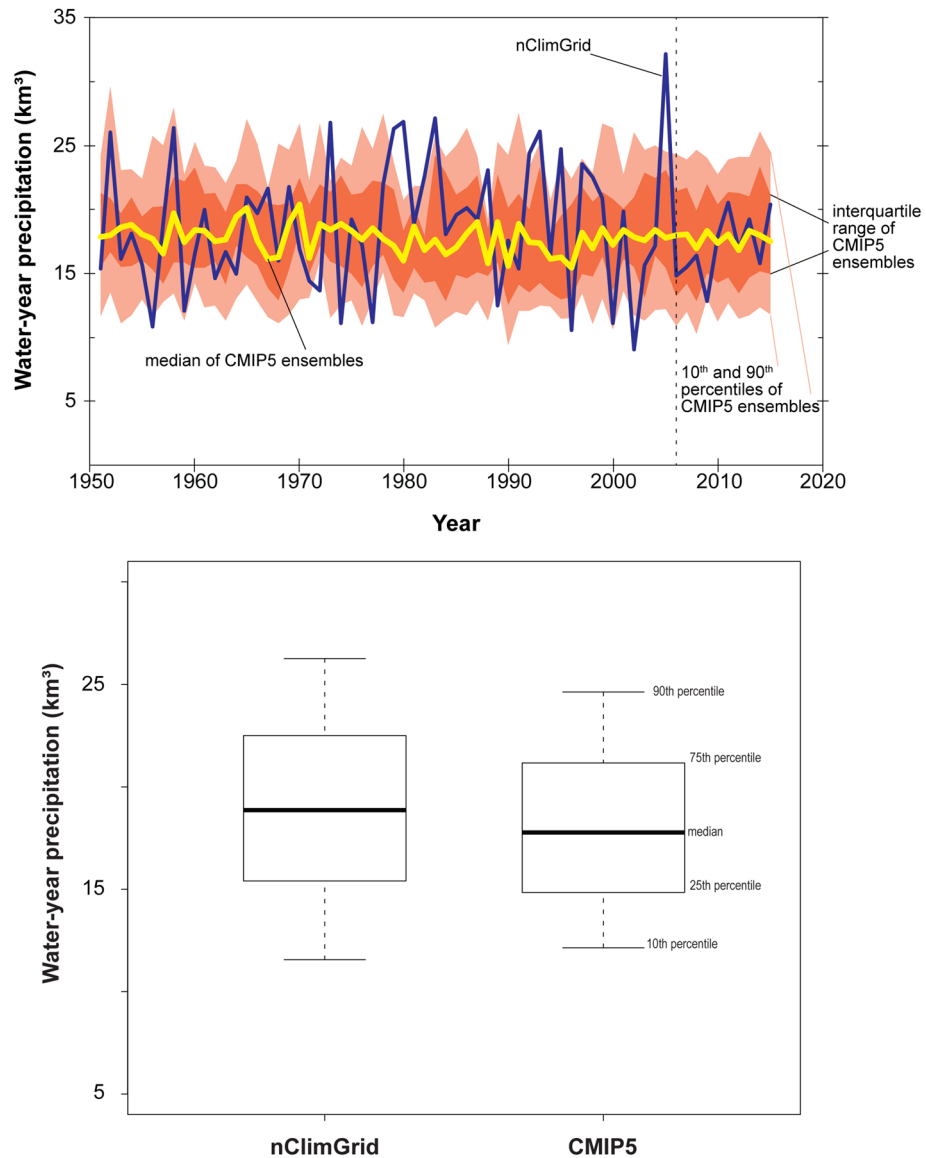 35
25
15
5
Water-year precipitation (km³)
nClimGrid
interquartile
range of
CMIP5
ensembles
median of CMIP5 ensembles
10th and 90th
percentiles of
CMIP5 ensembles
1950 1960 1970 1980 1990 2000 2010 2020
Year
Water-year precipitation (km³)
25
15
5
90th percentile
75th percentile
median
25th percentile
10th percentile
nClimGrid CMIP5